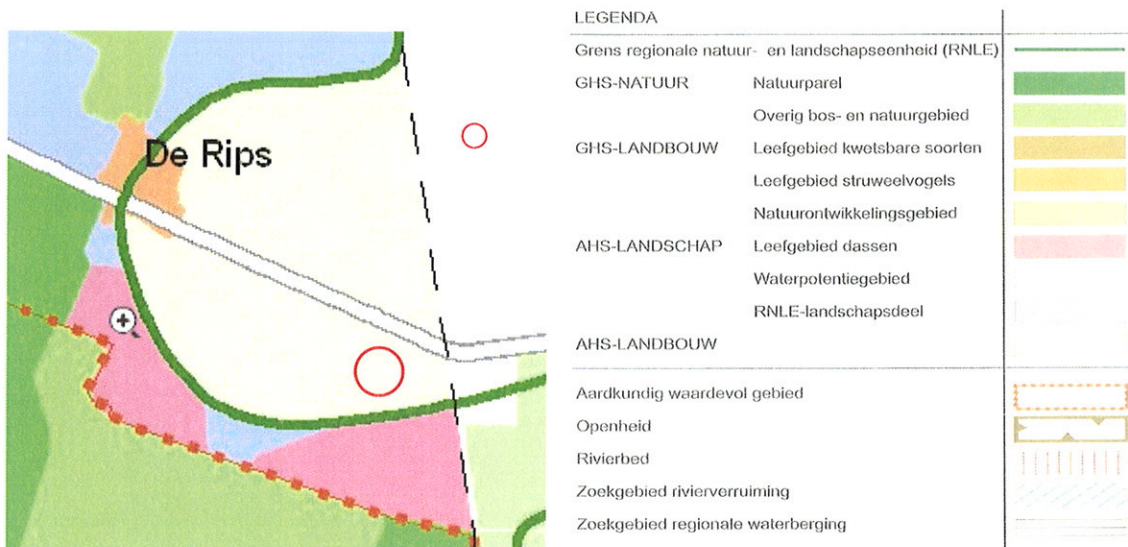 De Rips
LEGENDA
Grens regionale natuur- en landschapseenheid (RNLE)
GHS-NATUUR Natuurparel
Overig bos- en natuurgebied
GHS-LANDBOUW Leefgebied kwetsbare soorten
Leefgebied struweelvogels
Natuurontwikkelingsgebied
AHS-LANDSCHAP Leefgebied dassen
Waterpotentiegebied
RNLE-landschapsdeel
AHS-LANDBOUW
Aardkundig waardevol gebied
Openheid
Rivierbed
Zoekgebied rivierverruiming
Zoekgebied regionale waterberging